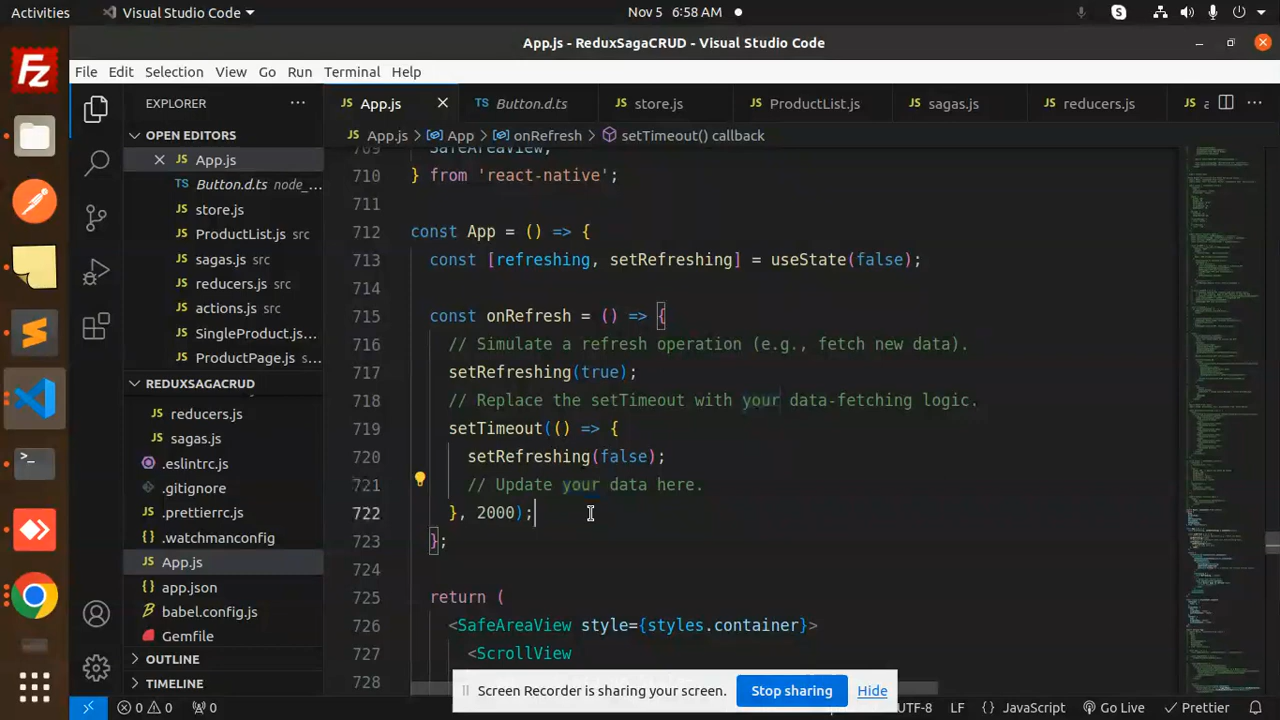 Activities
Visual Studio Code
Nov 5 6:58 AM
App.js - ReduxSagaCRUD - Visual Studio Code
File Edit Selection View Go Run Terminal Help
EXPLORER
App.js
Button.d.ts
store.js
ProductList.js
sagas.js
reducers.js
a
App.js > App > onRefresh > setTimeout() callback
OPEN EDITORS
App.js
Button.d.ts node_...
store.js
ProductList.js src
sagas.js src
reducers.js src
actions.js src
SingleProduct.js...
ProductPage.js src...
REDUXSAGACRUD
reducers.js
sagas.js
.eslintrc.js
.gitignore
.prettierrc.js
.watchmanconfig
App.js
app.json
babel.config.js
Gemfile
OUTLINE
TIMELINE
709 SafeAreaView,
710 } from 'react-native';
711
712 const App = () => {
713 const [refreshing, setRefreshing] = useState(false);
714
715 const onRefresh = () => {
716 // Simulate a refresh operation (e.g., fetch new data).
717 setRefreshing(true);
718 // Replace the setTimeout with your data-fetching logic.
719 setTimeout(() => {
720 setRefreshing(false);
721 // Update your data here.
722 }, 2000);
723 };
724
725 return (
726 <SafeAreaView style={styles.container}>
727 <ScrollView
728
Screen Recorder is sharing your screen. Stop sharing Hide
0 0 0 UTF-8 LF {} JavaScript Go Live Prettier